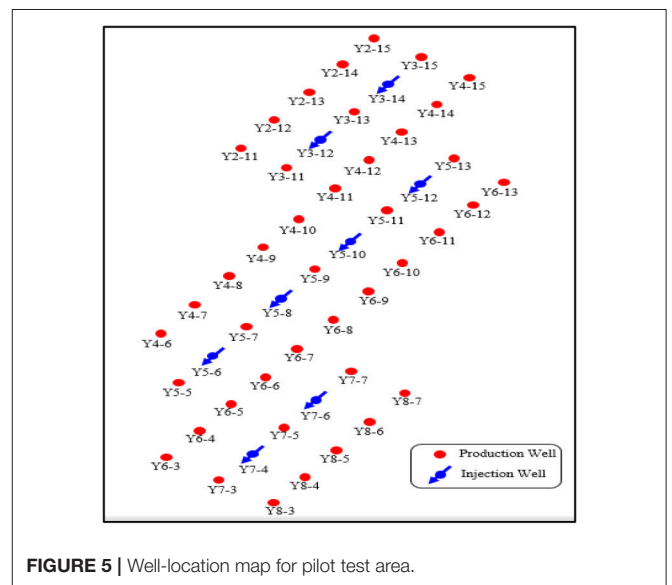 Y2-15
Y2-14
Y3-15
Y4-15
Y2-13
Y3-14
Y4-14
Y2-12
Y3-13
Y2-11
Y3-12
Y4-13
Y3-11
Y4-12
Y5-13
Y4-11
Y5-12
Y6-13
Y4-10
Y5-11
Y6-12
Y4-9
Y5-10
Y6-11
Y4-8
Y5-9
Y6-10
Y4-7
Y5-8
Y6-9
Y4-6
Y5-7
Y6-8
Y5-6
Y6-7
Y5-5
Y6-6
Y7-7
Y6-5
Y7-6
Y8-7
Y6-4
Y7-5
Y8-6
Y6-3
Y7-4
Y8-5
Y7-3
Y8-4
Y8-3
Production Well
Injection Well
FIGURE 5 | Well-location map for pilot test area.